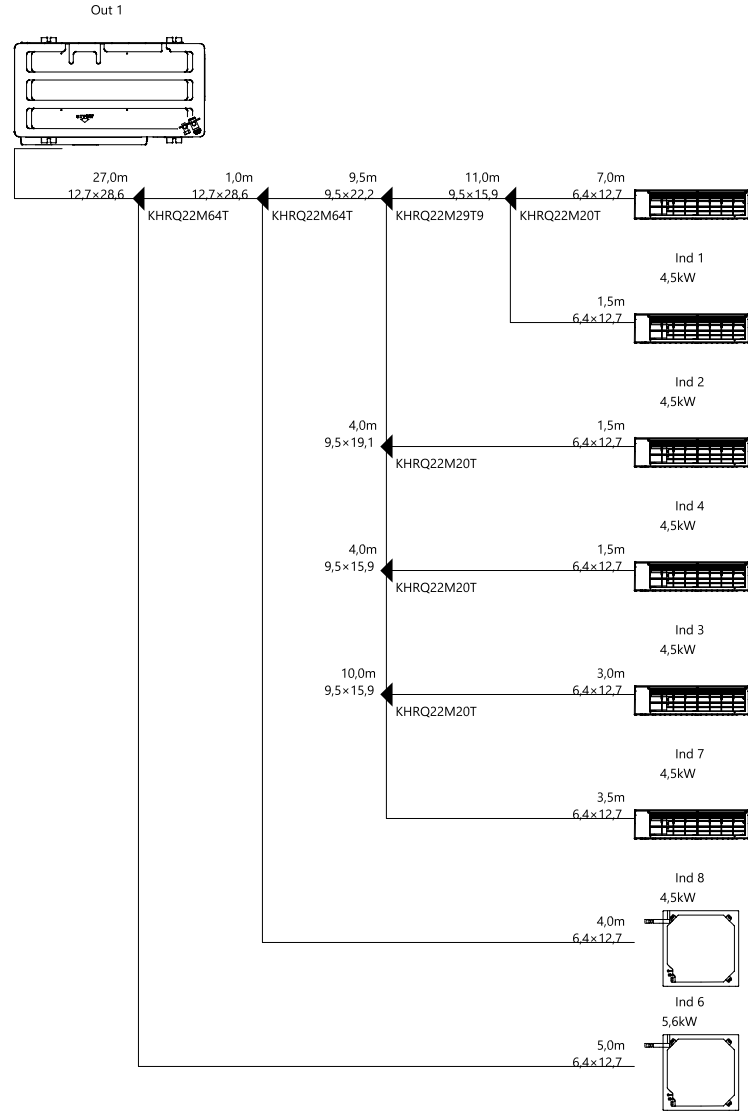 Out 1
27,0m
12,7×28,6
KHRQ22M64T
1,0m
12,7×28,6
KHRQ22M64T
9,5m
9,5×22,2
KHRQ22M29T9
11,0m
9,5×15,9
KHRQ22M20T
7,0m
6,4×12,7
Ind 1
4,5kW
1,5m
6,4×12,7
Ind 2
4,5kW
4,0m
9,5×19,1
KHRQ22M20T
1,5m
6,4×12,7
Ind 4
4,5kW
4,0m
9,5×15,9
KHRQ22M20T
1,5m
6,4×12,7
Ind 3
4,5kW
10,0m
9,5×15,9
KHRQ22M20T
3,0m
6,4×12,7
Ind 7
4,5kW
3,5m
6,4×12,7
Ind 8
4,5kW
4,0m
6,4×12,7
Ind 6
5,6kW
5,0m
6,4×12,7